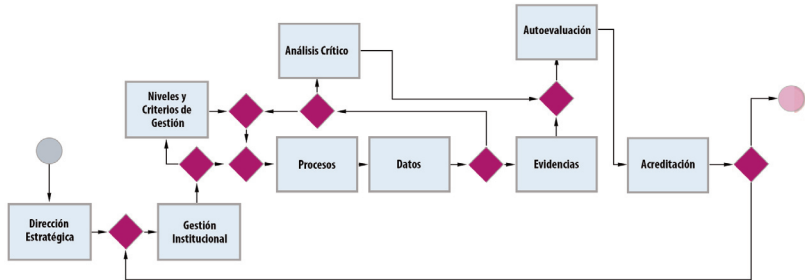 Análisis Crítico
Autoevaluación
Niveles y
Criterios de
Gestión
Procesos
Datos
Evidencias
Acreditación
Dirección
Estratégica
Gestión
Institucional